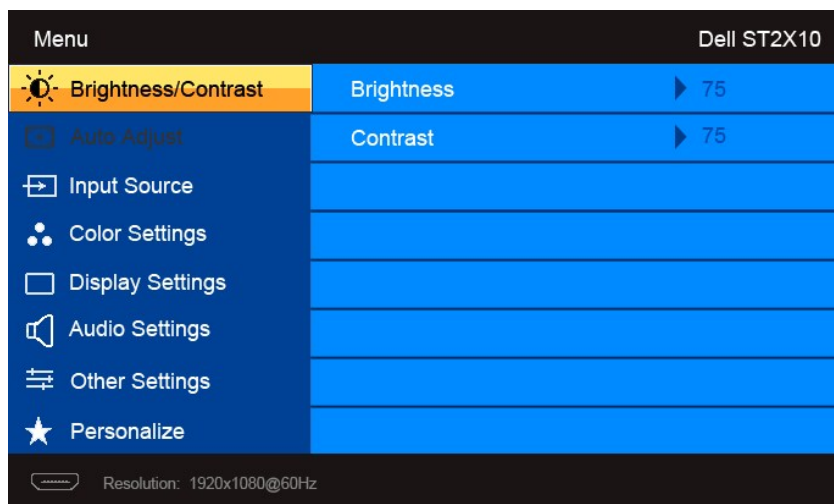 Menu Dell ST2X10
Brightness/Contrast Brightness 75
Auto Adjust Contrast 75
Input Source
Color Settings
Display Settings
Audio Settings
Other Settings
Personalize
Resolution: 1920x1080@60Hz